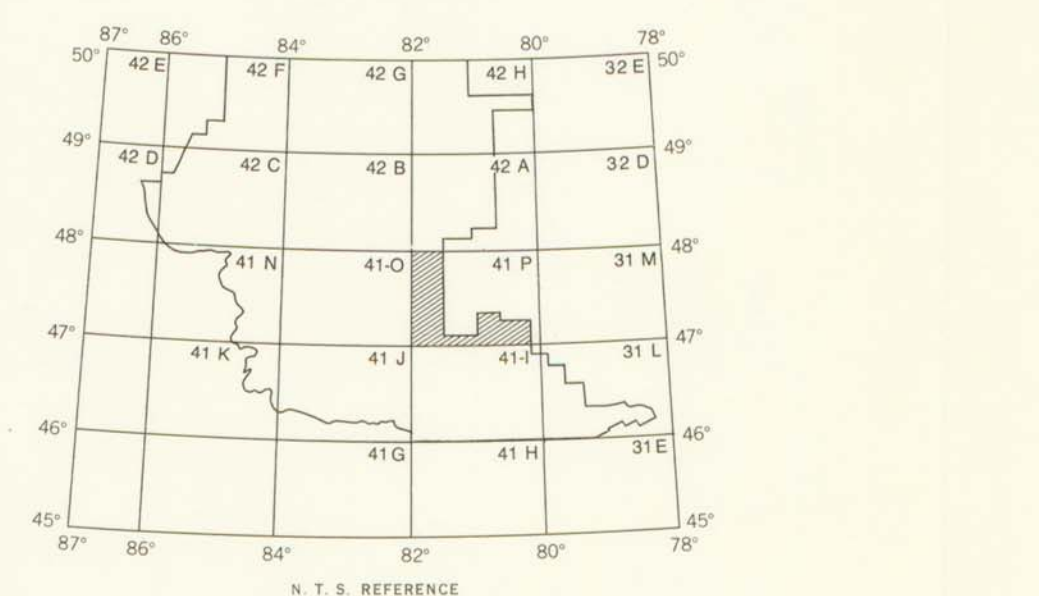 87° 86° 84° 82° 80° 78°
50° 42 E 42 F 42 G 42 H 32 E 50°
49° 42 D 42 C 42 B 42 A 32 D 49°
48° 41 N 41-O 41 P 31 M 48°
47° 41 K 41 J 41-I 31 L 47°
46° 41 G 41 H 31 E 46°
45° 45°
87° 86° 84° 82° 80° 78°
N. T. S. REFERENCE